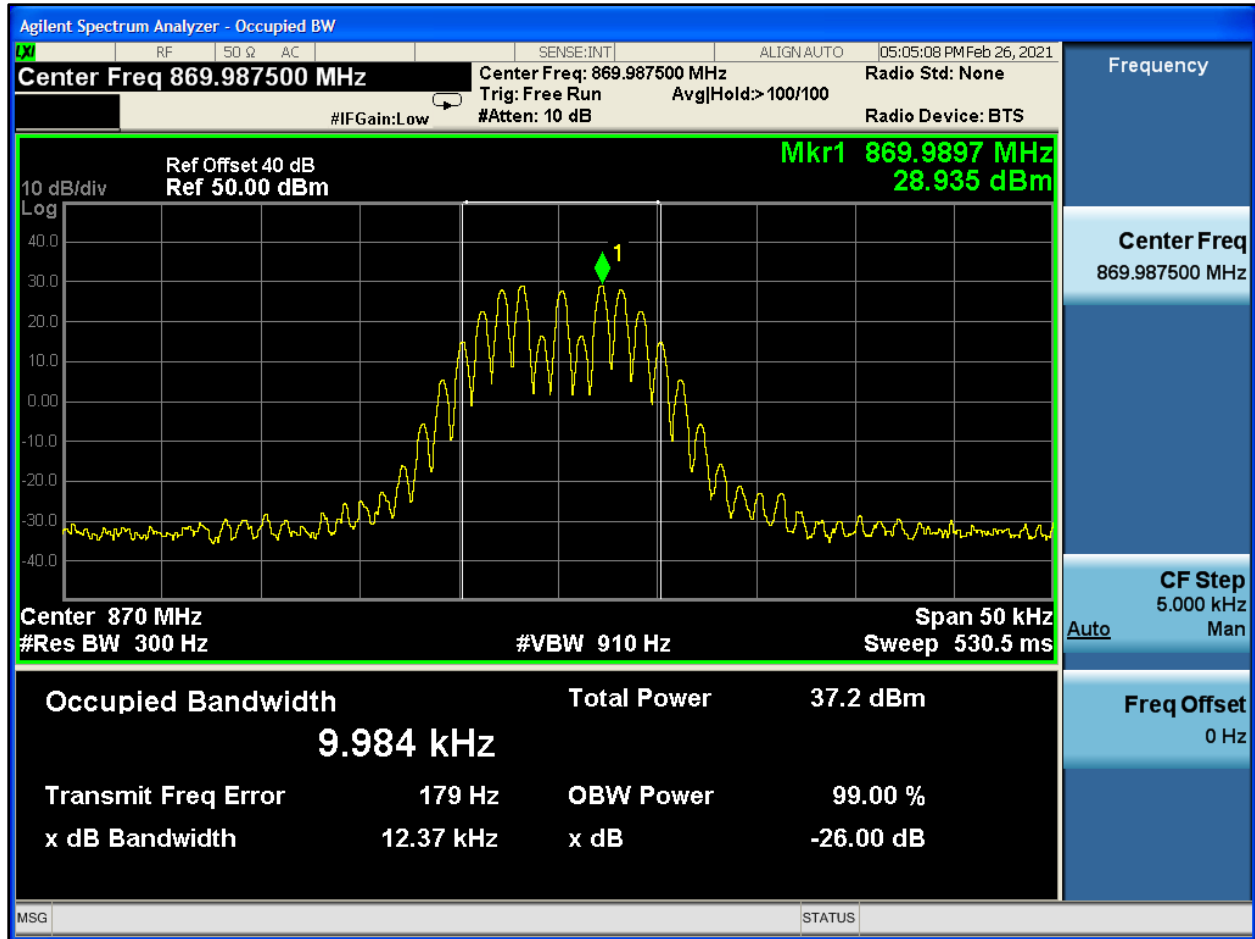 Agilent Spectrum Analyzer - Occupied BW
LXI RF 50 Ω AC SENSE:INT ALIGN AUTO 05:05:08 PM Feb 26, 2021
Center Freq 869.987500 MHz
#IFGain:Low
Center Freq: 869.987500 MHz
Trig: Free Run Avg|Hold:>100/100
#Atten: 10 dB
Radio Std: None
Radio Device: BTS
Mkr1 869.9897 MHz
28.935 dBm
Ref Offset 40 dB
10 dB/div Ref 50.00 dBm
Log
40.0
30.0
20.0
10.0
0.00
-10.0
-20.0
-30.0
-40.0
1
Center 870 MHz Span 50 kHz
#Res BW 300 Hz #VBW 910 Hz Sweep 530.5 ms
Occupied Bandwidth Total Power 37.2 dBm
9.984 kHz
Transmit Freq Error 179 Hz OBW Power 99.00 %
x dB Bandwidth 12.37 kHz x dB -26.00 dB
MSG STATUS
Frequency
Center Freq
869.987500 MHz
CF Step
5.000 kHz
Auto Man
Freq Offset
0 Hz